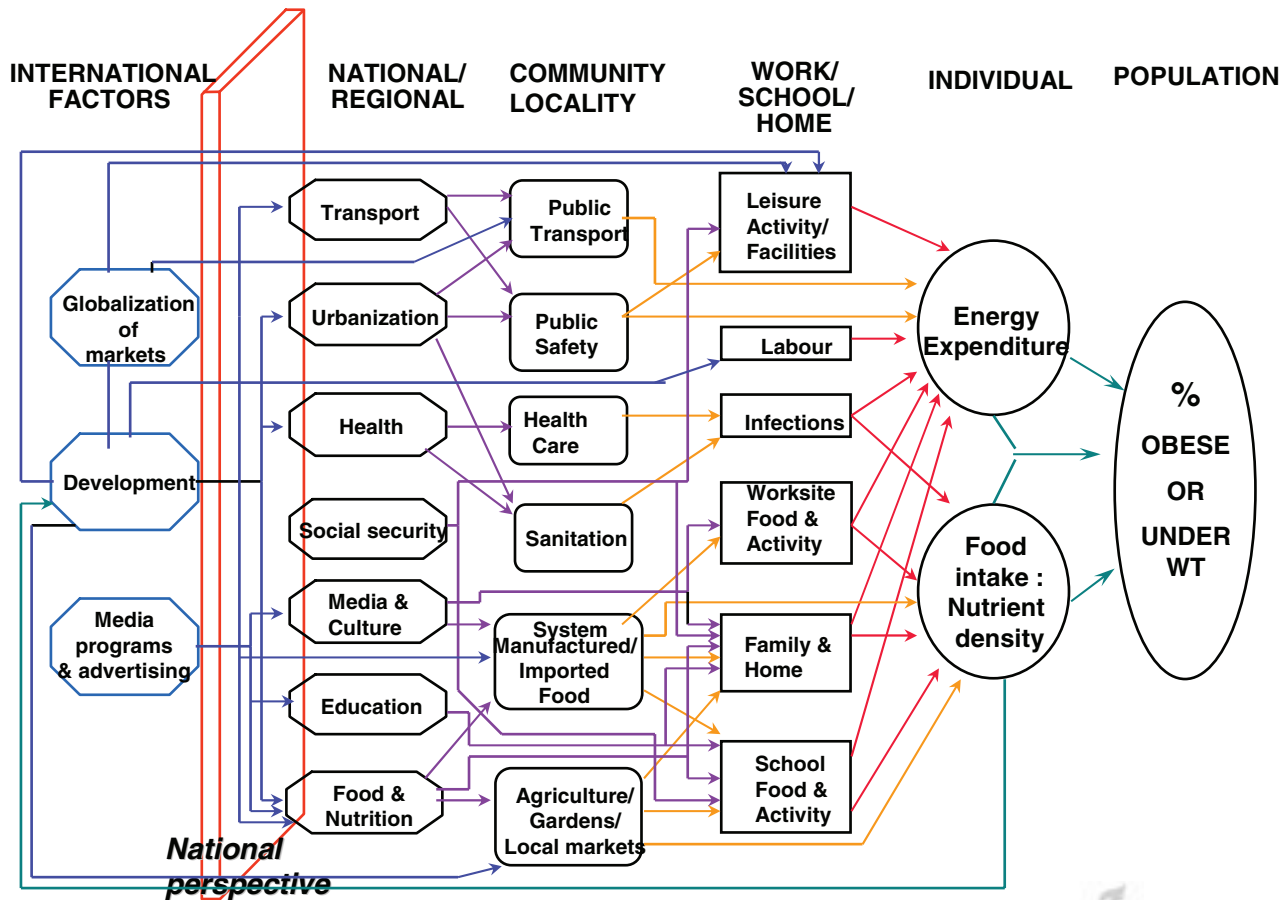 INTERNATIONAL
FACTORS
NATIONAL/
REGIONAL
COMMUNITY
LOCALITY
WORK/
SCHOOL/
HOME
INDIVIDUAL
POPULATION
Globalization
of
markets
Development
Media
programs
& advertising
Transport
Urbanization
Health
Social security
Media &
Culture
Education
Food &
Nutrition
National
perspective
Public
Transport
Public
Safety
Health
Care
Sanitation
System
Manufactured/
Imported
Food
Agriculture/
Gardens/
Local markets
Leisure
Activity/
Facilities
Labour
Infections
Worksite
Food &
Activity
Family &
Home
School
Food &
Activity
Energy
Expenditure
Food
intake :
Nutrient
density
%
OBESE
OR
UNDER
WT